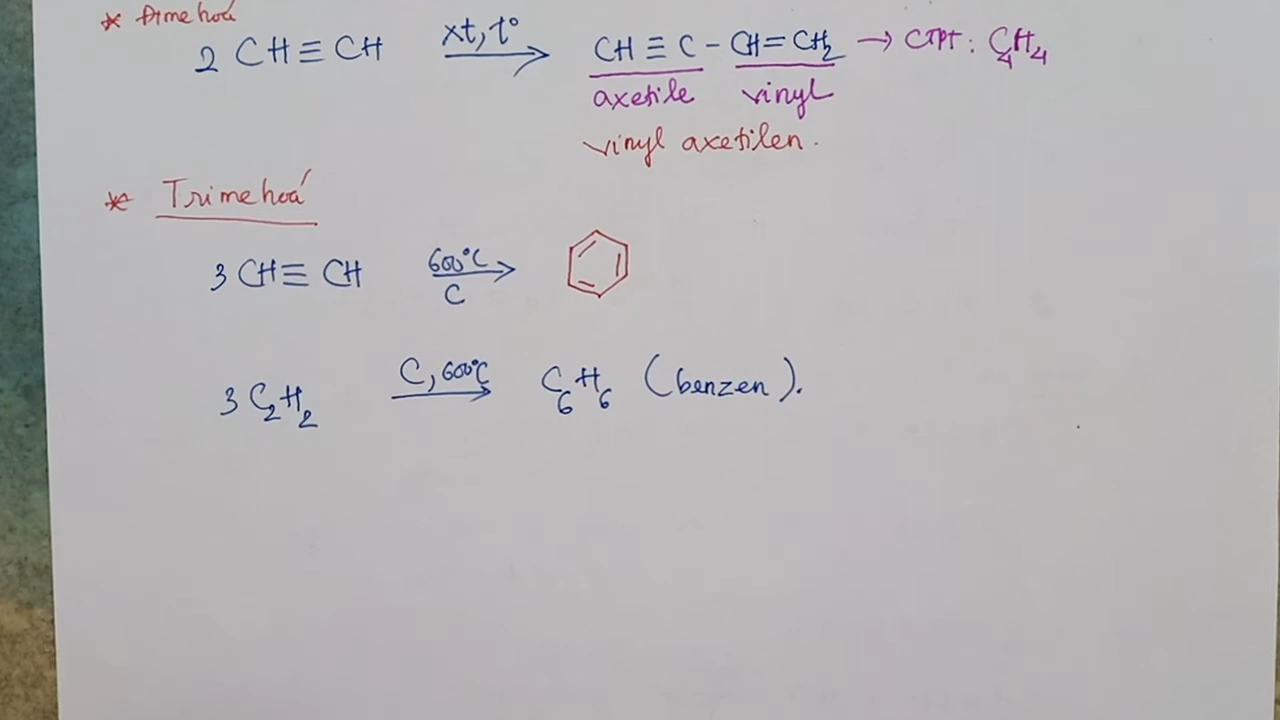 * Đime hoá
2 CH ≡ CH xt, t° → CH ≡ C - CH = CH₂ → CTPT : C₄H₄
axetile vinyl
vinyl axetilen.
* Trime hoá
3 CH ≡ CH 600°C → C
3 C₂H₂ C, 600°C → C₆H₆ (benzen).